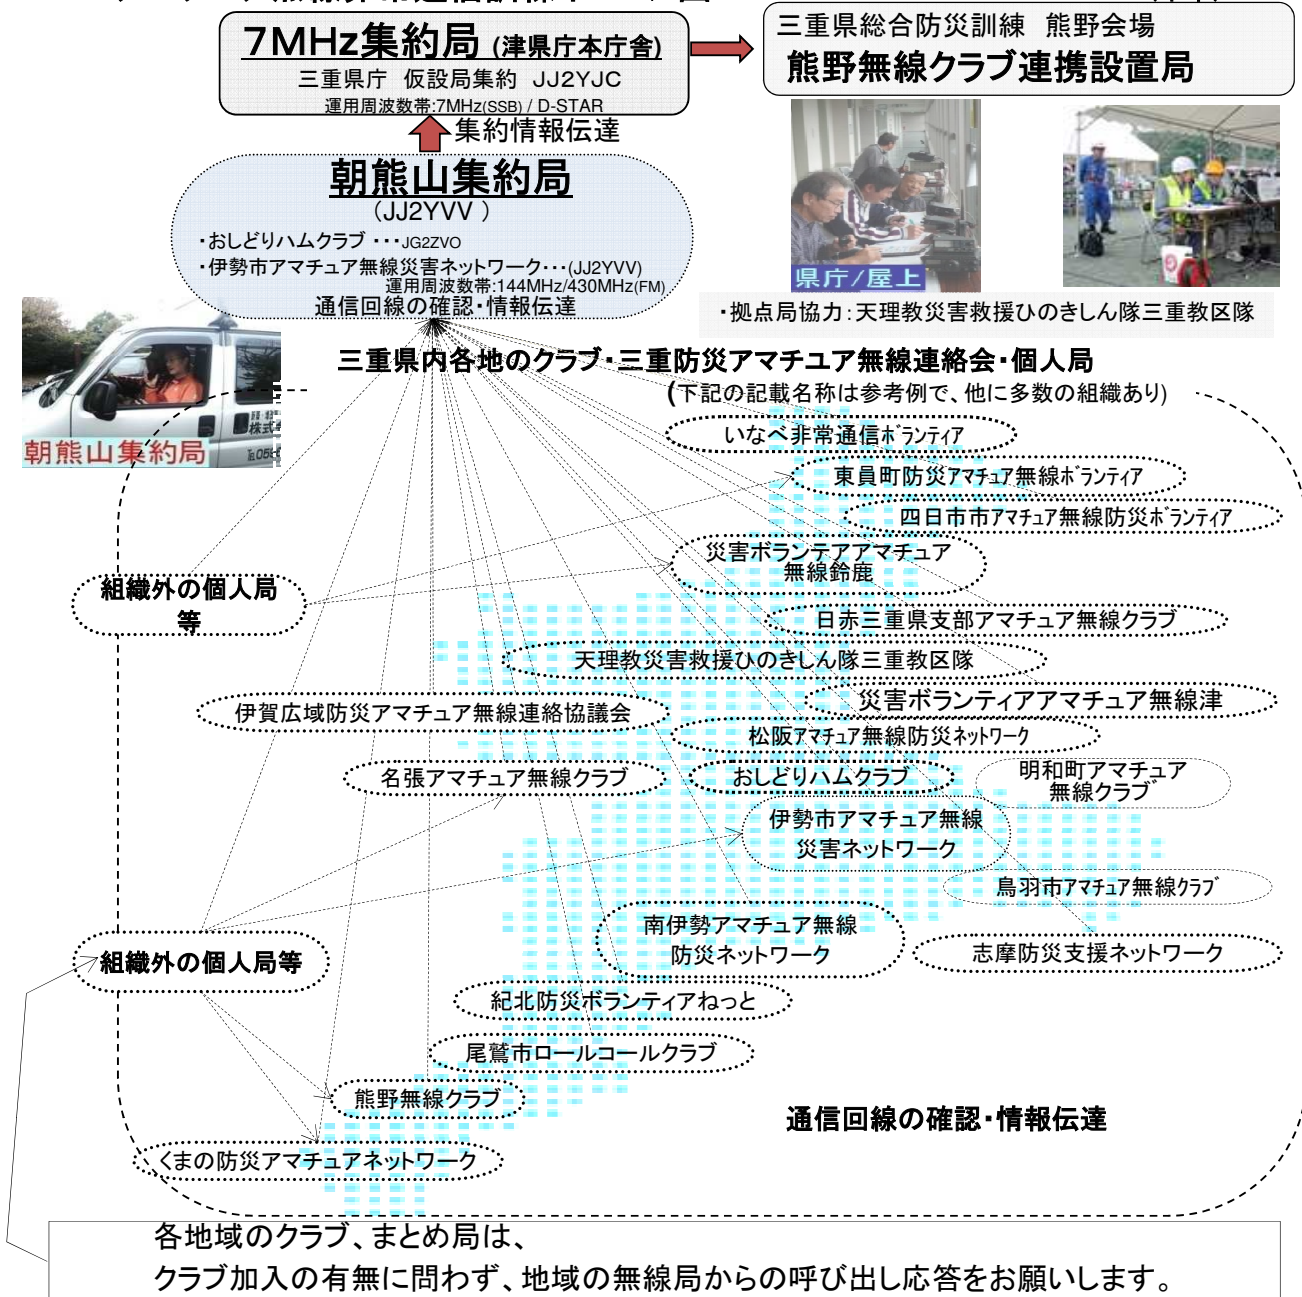 7MHz集約局 (津県庁本庁舎)
三重県庁 仮設局集約 JJ2YJC
運用周波数帯:7MHz(SSB) / D-STAR
三重県総合防災訓練 熊野会場
熊野無線クラブ連携設置局
集約情報伝達
朝熊山集約局
(JJ2YVV )
・おしどりハムクラブ ・・・JG2ZVO
・伊勢市アマチュア無線災害ネットワーク・・・(JJ2YVV)
運用周波数帯:144MHz/430MHz(FM)
通信回線の確認・情報伝達
県庁/屋上
・拠点局協力:天理教災害救援ひのきしん隊三重教区隊
朝熊山集約局
三重県内各地のクラブ・三重防災アマチュア無線連絡会・個人局
(下記の記載名称は参考例で、他に多数の組織あり)
いなべ非常通信ボランティア
東員町防災アマチュア無線ボランティア
四日市市アマチュア無線防災ボランティア
災害ボランテアアマチュア
無線鈴鹿
組織外の個人局
等
日赤三重県支部アマチュア無線クラブ
天理教災害救援ひのきしん隊三重教区隊
災害ボランティアアマチュア無線津
伊賀広域防災アマチュア無線連絡協議会
松阪アマチュア無線防災ネットワーク
名張アマチュア無線クラブ
おしどりハムクラブ
明和町アマチュア
無線クラブ
伊勢市アマチュア無線
災害ネットワーク
鳥羽市アマチュア無線クラブ
南伊勢アマチュア無線
防災ネットワーク
志摩防災支援ネットワーク
組織外の個人局等
紀北防災ボランティアねっと
尾鷲市ロールコールクラブ
熊野無線クラブ
通信回線の確認・情報伝達
くまの防災アマチュアネットワーク
各地域のクラブ、まとめ局は、
クラブ加入の有無に問わず、地域の無線局からの呼び出し応答をお願いします。